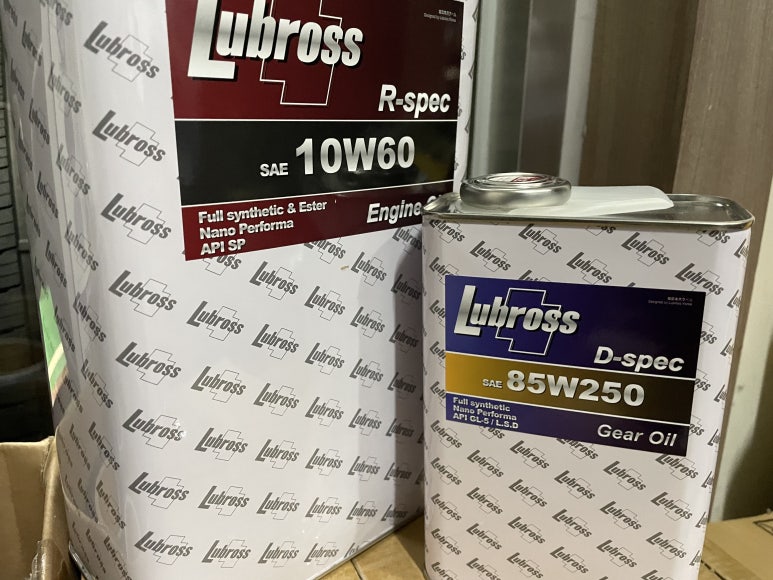 Lubross
R-spec
SAE 10W60
Full synthetic & Ester
Nano Performa
API SP
Engine
Lubross
D-spec
SAE 85W250
Full synthetic
Nano Performa
API GL-5 / L.S.D
Gear Oil